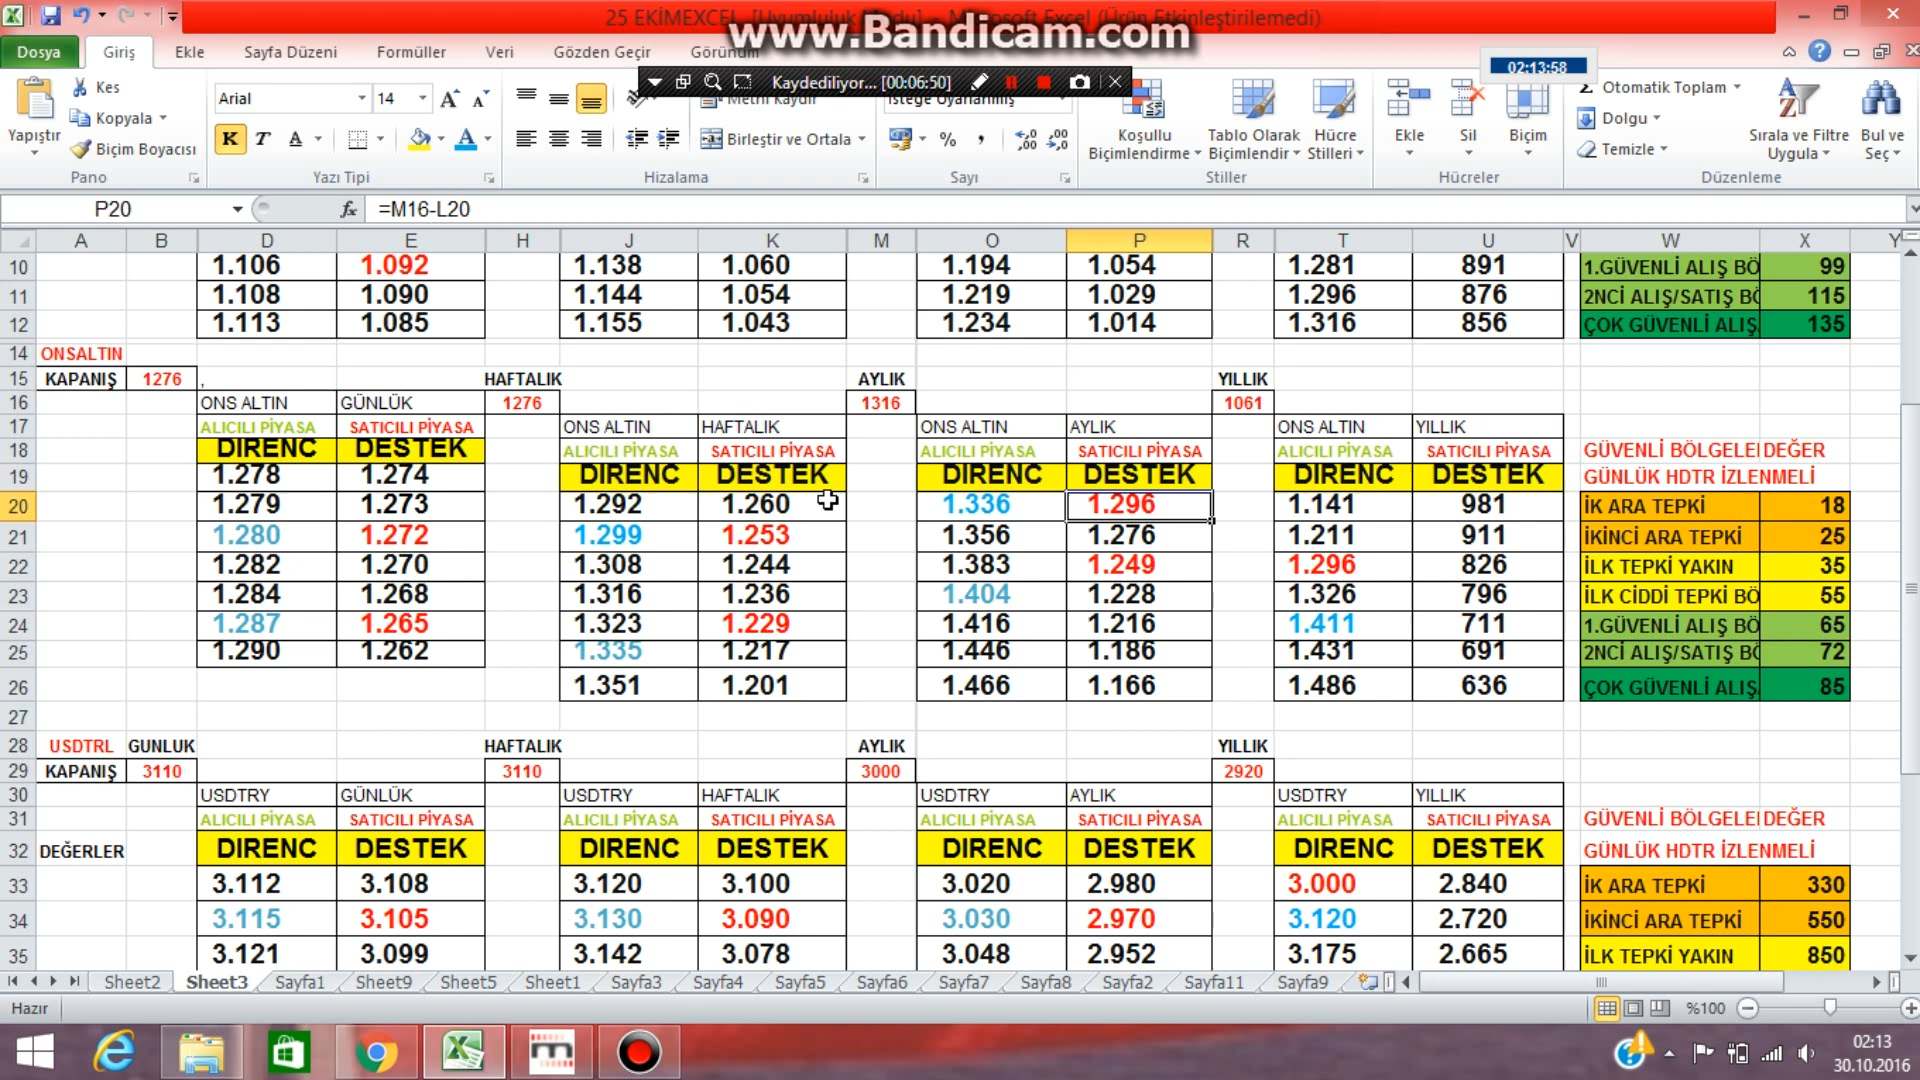 25 EKİMEXCEL [Uyumluluk Modu] - Microsoft Excel (Ürün Etkinleştirilemedi)
www.Bandicam.com
Dosya Giriş Ekle Sayfa Düzeni Formüller Veri Gözden Geçir Görünüm
02:13:58
Kaydediliyor... [00:06:50]
Yapıştır
Kes
Kopyala
Biçim Boyacısı
Pano
Arial 14
K T A
Yazı Tipi
Metni Kaydır
Birleştir ve Ortala
Hizalama
İsteğe Uyarlanmış
%
Sayı
Koşullu Biçimlendirme
Tablo Olarak Biçimlendir
Hücre Stilleri
Stiller
Ekle Sil Biçim
Hücreler
Otomatik Toplam
Dolgu
Temizle
Sırala ve Filtre Uygula
Bul ve Seç
Düzenleme
P20 fx =M16-L20
A B D E H J K M O P R T U V W X Y
10 1.106 1.092 1.138 1.060 1.194 1.054 1.281 891 1.GÜVENLİ ALIŞ BÖ 99
11 1.108 1.090 1.144 1.054 1.219 1.029 1.296 876 2NCİ ALIŞ/SATIŞ BÖ 115
12 1.113 1.085 1.155 1.043 1.234 1.014 1.316 856 ÇOK GÜVENLİ ALIŞ 135
14 ONSALTIN
15 KAPANIŞ 1276 , HAFTALIK AYLIK YILLIK
16 ONS ALTIN GÜNLÜK 1276 1316 1061
17 ALICILI PİYASA SATICILI PİYASA ONS ALTIN HAFTALIK ONS ALTIN AYLIK ONS ALTIN YILLIK
18 DIRENC DESTEK ALICILI PİYASA SATICILI PİYASA ALICILI PİYASA SATICILI PİYASA ALICILI PİYASA SATICILI PİYASA GÜVENLİ BÖLGELE DEĞER
19 1.278 1.274 DIRENC DESTEK DIRENC DESTEK DIRENC DESTEK GÜNLÜK HDTR İZLENMELİ
20 1.279 1.273 1.292 1.260 1.336 1.296 1.141 981 İK ARA TEPKİ 18
21 1.280 1.272 1.299 1.253 1.356 1.276 1.211 911 İKİNCİ ARA TEPKİ 25
22 1.282 1.270 1.308 1.244 1.383 1.249 1.296 826 İLK TEPKİ YAKIN 35
23 1.284 1.268 1.316 1.236 1.404 1.228 1.326 796 İLK CİDDİ TEPKİ BÖ 55
24 1.287 1.265 1.323 1.229 1.416 1.216 1.411 711 1.GÜVENLİ ALIŞ BÖ 65
25 1.290 1.262 1.335 1.217 1.446 1.186 1.431 691 2NCİ ALIŞ/SATIŞ BÖ 72
26 1.351 1.201 1.466 1.166 1.486 636 ÇOK GÜVENLİ ALIŞ 85
27
28 USDTRL GUNLUK HAFTALIK AYLIK YILLIK
29 KAPANIŞ 3110 3110 3000 2920
30 USDTRY GÜNLÜK USDTRY HAFTALIK USDTRY AYLIK USDTRY YILLIK
31 ALICILI PİYASA SATICILI PİYASA ALICILI PİYASA SATICILI PİYASA ALICILI PİYASA SATICILI PİYASA ALICILI PİYASA SATICILI PİYASA GÜVENLİ BÖLGELE DEĞER
32 DEĞERLER DIRENC DESTEK DIRENC DESTEK DIRENC DESTEK DIRENC DESTEK GÜNLÜK HDTR İZLENMELİ
33 3.112 3.108 3.120 3.100 3.020 2.980 3.000 2.840 İK ARA TEPKİ 330
34 3.115 3.105 3.130 3.090 3.030 2.970 3.120 2.720 İKİNCİ ARA TEPKİ 550
35 3.121 3.099 3.142 3.078 3.048 2.952 3.175 2.665 İLK TEPKİ YAKIN 850
Sheet2 Sheet3 Sayfa1 Sheet9 Sheet5 Sheet1 Sayfa3 Sayfa4 Sayfa5 Sayfa6 Sayfa7 Sayfa8 Sayfa2 Sayfa11 Sayfa9
Hazır %100
02:13
30.10.2016